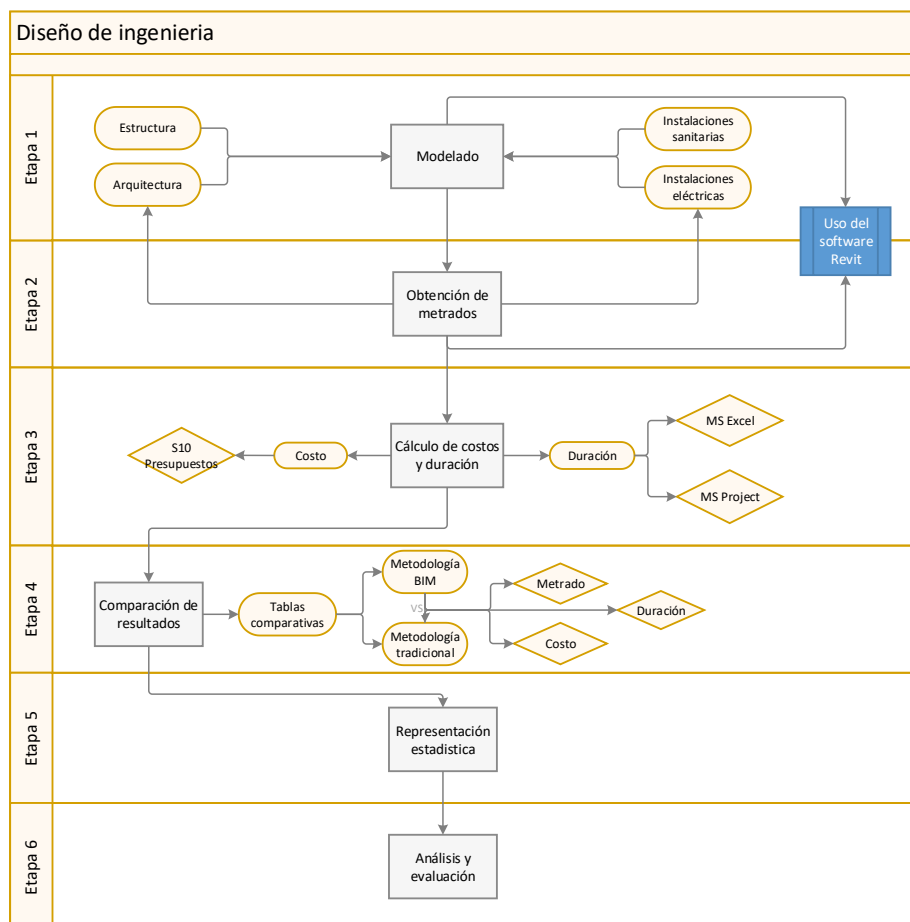 Diseño de ingenieria
Etapa 1
Estructura
Arquitectura
Modelado
Instalaciones
sanitarias
Instalaciones
eléctricas
Uso del
software
Revit
Etapa 2
Obtención de
metrados
Etapa 3
S10
Presupuestos
Costo
Cálculo de costos
y duración
Duración
MS Excel
MS Project
Etapa 4
Comparación de
resultados
Tablas
comparativas
Metodología
BIM
VS
Metodología
tradicional
Metrado
Duración
Costo
Etapa 5
Representación
estadistica
Etapa 6
Análisis y
evaluación